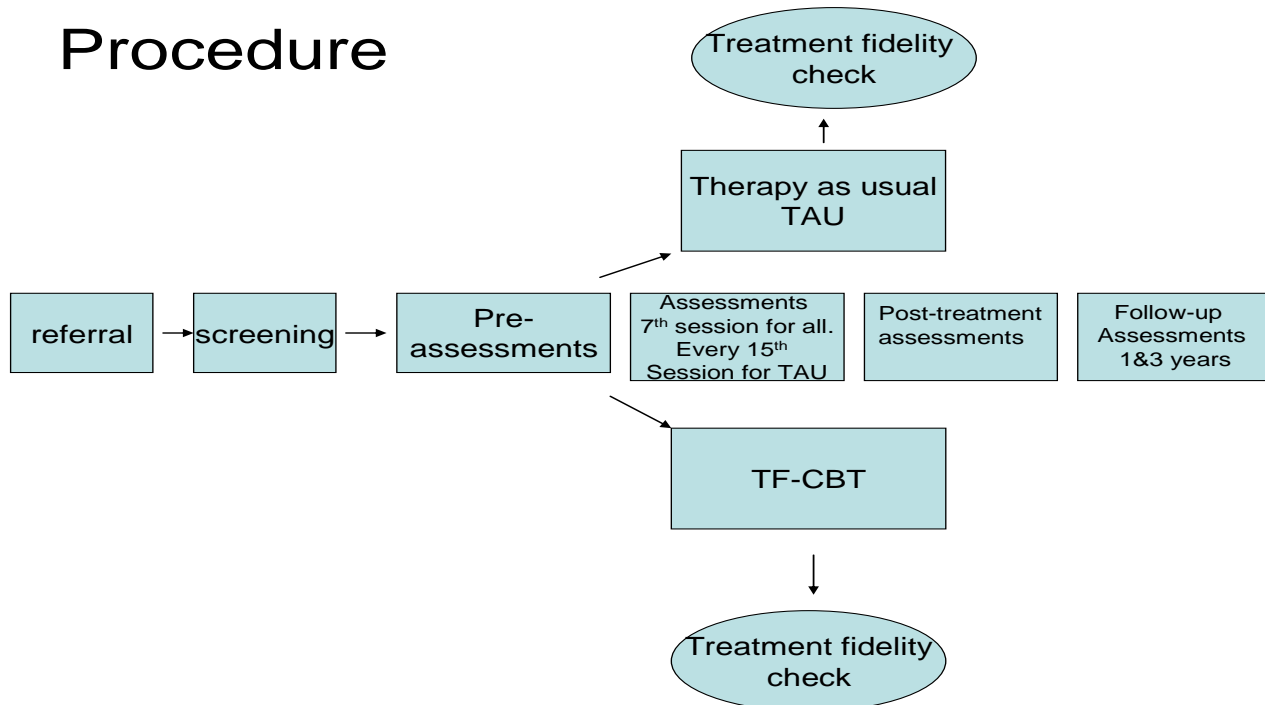 Procedure
Treatment fidelity
check
Therapy as usual
TAU
referral
screening
Pre-
assessments
Assessments
7th session for all.
Every 15th
Session for TAU
Post-treatment
assessments
Follow-up
Assessments
1&3 years
TF-CBT
Treatment fidelity
check